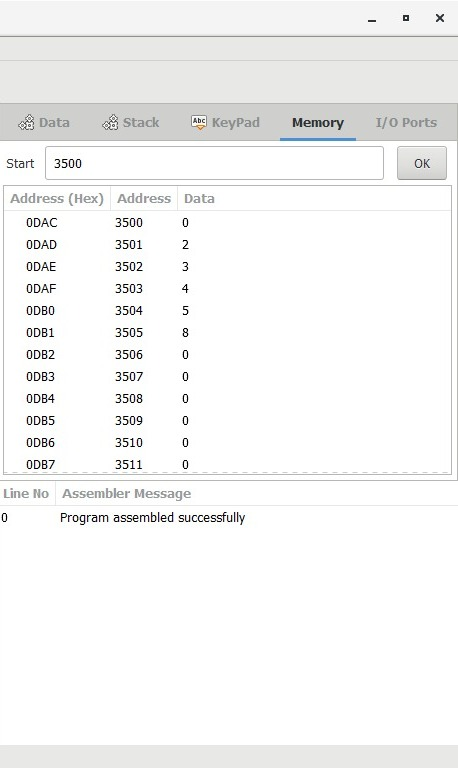 Data Stack Abc KeyPad Memory I/O Ports
Start 3500 OK
Address (Hex) Address Data
0DAC 3500 0
0DAD 3501 2
0DAE 3502 3
0DAF 3503 4
0DB0 3504 5
0DB1 3505 8
0DB2 3506 0
0DB3 3507 0
0DB4 3508 0
0DB5 3509 0
0DB6 3510 0
0DB7 3511 0
Line No Assembler Message
0 Program assembled successfully